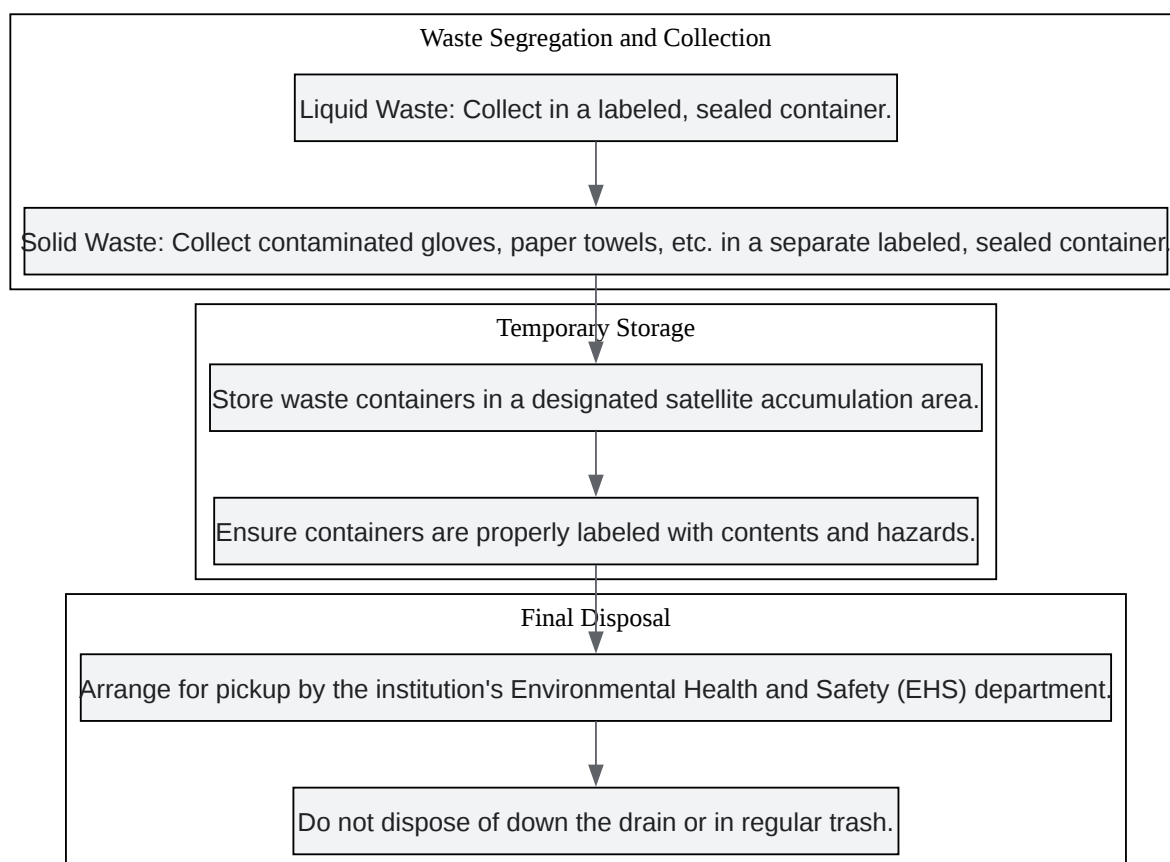 Waste Segregation and Collection
Liquid Waste: Collect in a labeled, sealed container.
Solid Waste: Collect contaminated gloves, paper towels, etc. in a separate labeled, sealed container.
Temporary Storage
Store waste containers in a designated satellite accumulation area.
Ensure containers are properly labeled with contents and hazards.
Final Disposal
Arrange for pickup by the institution's Environmental Health and Safety (EHS) department.
Do not dispose of down the drain or in regular trash.